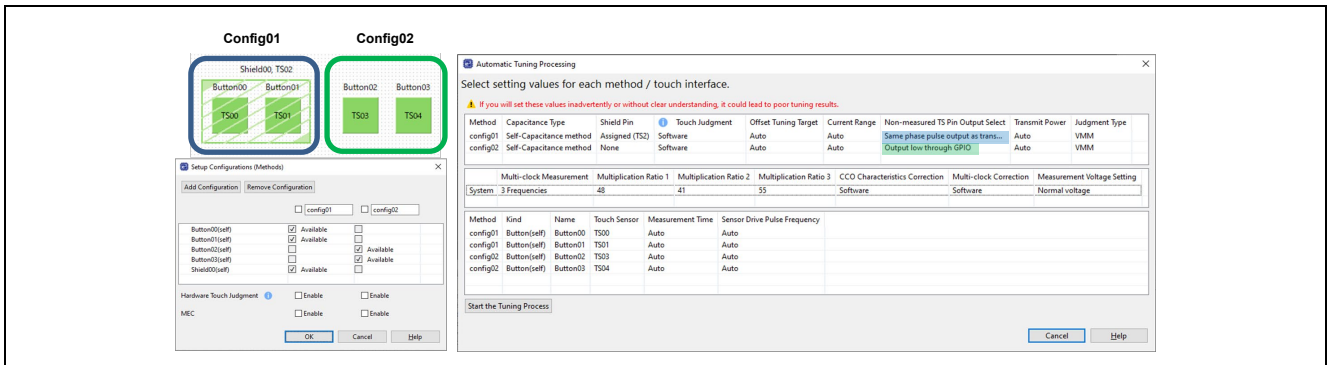 Config01 Config02
Shield00, TS02
Button00 Button01 Button02 Button03
TS00 TS01 TS03 TS04
Setup Configurations (Methods)
Add Configuration Remove Configuration
config01 config02
Button00(self) Available
Button01(self) Available
Button02(self) Available
Button03(self) Available
Shield00(self) Available
Hardware Touch Judgment Enable Enable
MEC Enable Enable
OK Cancel Help
Automatic Tuning Processing
Select setting values for each method / touch interface.
If you will set these values inadvertently or without clear understanding, it could lead to poor tuning results.
Method Capacitance Type Shield Pin Touch Judgment Offset Tuning Target Current Range Non-measured TS Pin Output Select Transmit Power Judgment Type
config01 Self-Capacitance method Assigned (TS2) Software Auto Auto Same phase pulse output as trans... Auto VMM
config02 Self-Capacitance method None Software Auto Auto Output low through GPIO Auto VMM
Multi-clock Measurement Multiplication Ratio 1 Multiplication Ratio 2 Multiplication Ratio 3 CCO Characteristics Correction Multi-clock Correction Measurement Voltage Setting
System 3 Frequencies 48 41 55 Software Software Normal voltage
Method Kind Name Touch Sensor Measurement Time Sensor Drive Pulse Frequency
config01 Button(self) Button00 TS00 Auto Auto
config01 Button(self) Button01 TS01 Auto Auto
config02 Button(self) Button02 TS03 Auto Auto
config02 Button(self) Button03 TS04 Auto Auto
Start the Tuning Process
Cancel Help